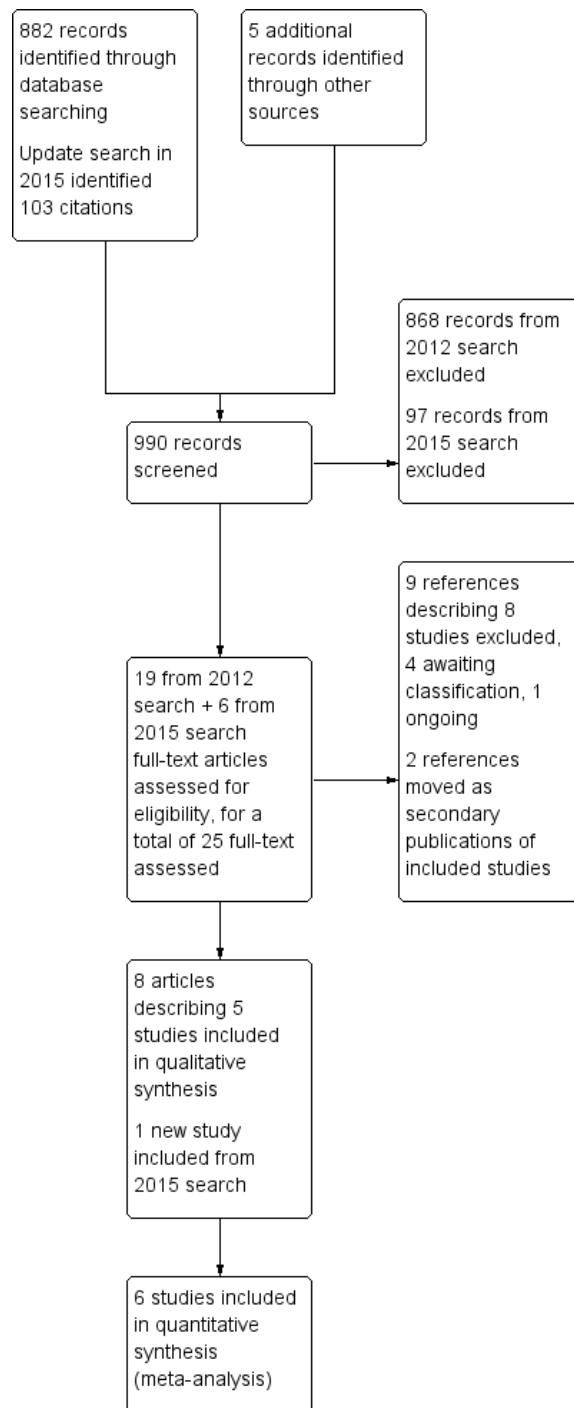 882 records
identified through
database
searching
Update search in
2015 identified
103 citations
5 additional
records identified
through other
sources
868 records from
2012 search
excluded
97 records from
2015 search
excluded
990 records
screened
9 references
describing 8
studies excluded,
4 awaiting
classification, 1
ongoing
2 references
moved as
secondary
publications of
included studies
19 from 2012
search + 6 from
2015 search
full-text articles
assessed for
eligibility, for a
total of 25 full-text
assessed
8 articles
describing 5
studies included
in qualitative
synthesis
1 new study
included from
2015 search
6 studies included
in quantitative
synthesis
(meta-analysis)